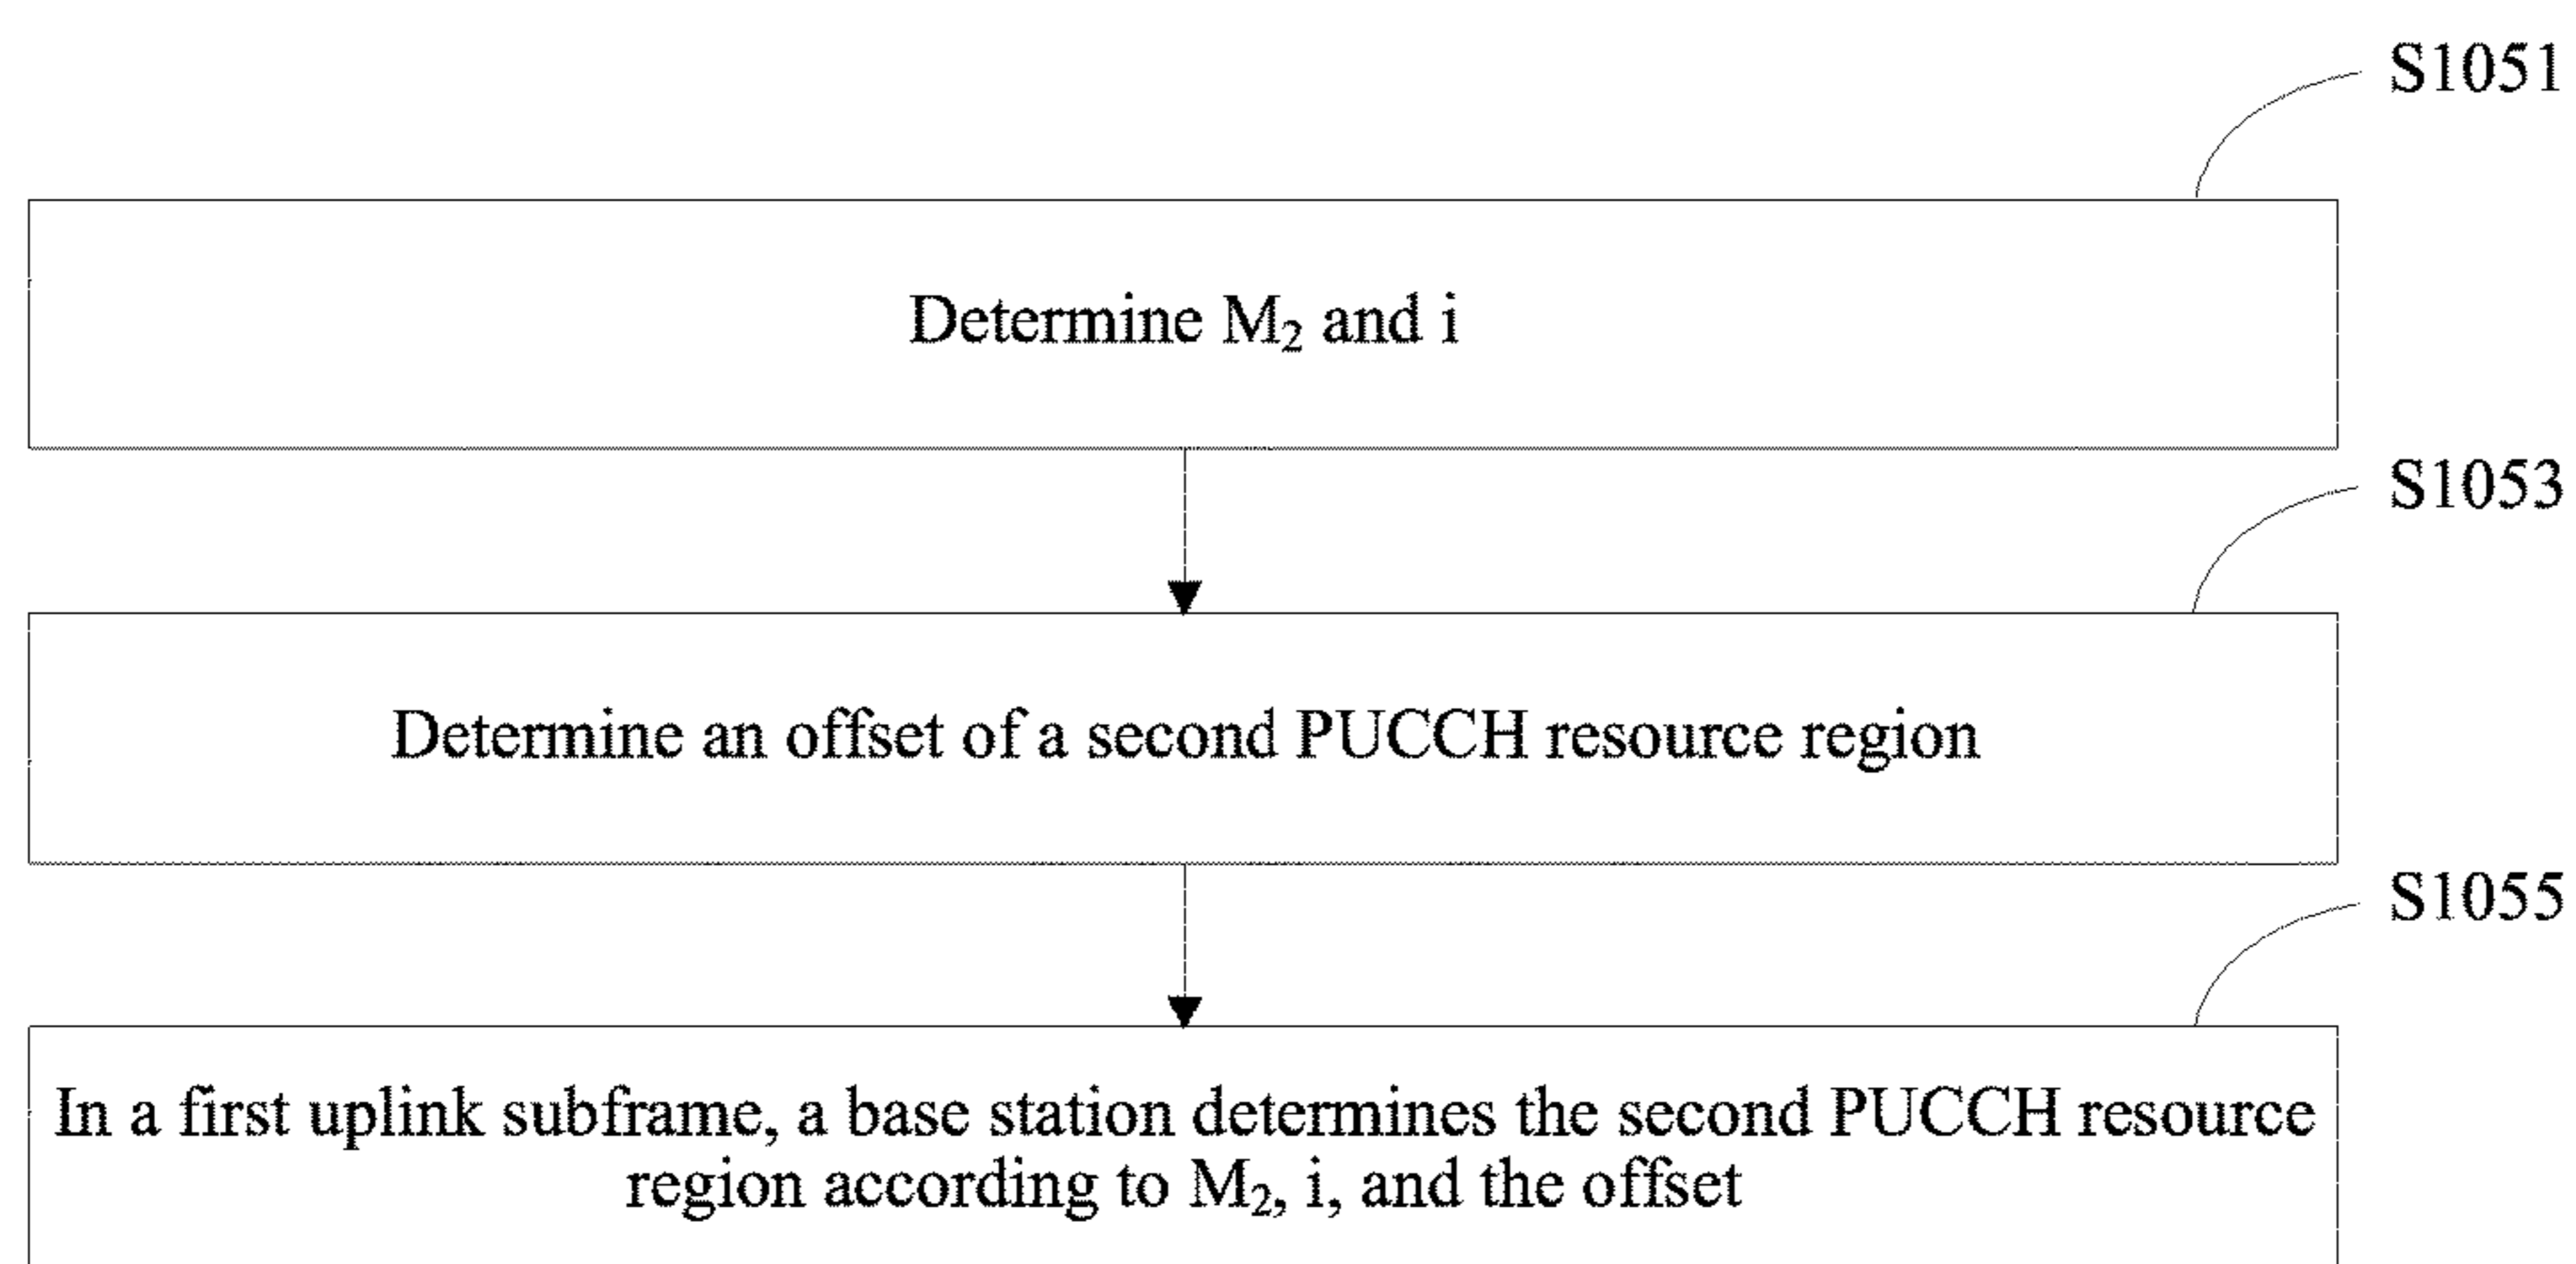 S1051
Determine M₂ and i
S1053
Determine an offset of a second PUCCH resource region
S1055
In a first uplink subframe, a base station determines the second PUCCH resource
region according to M₂, i, and the offset